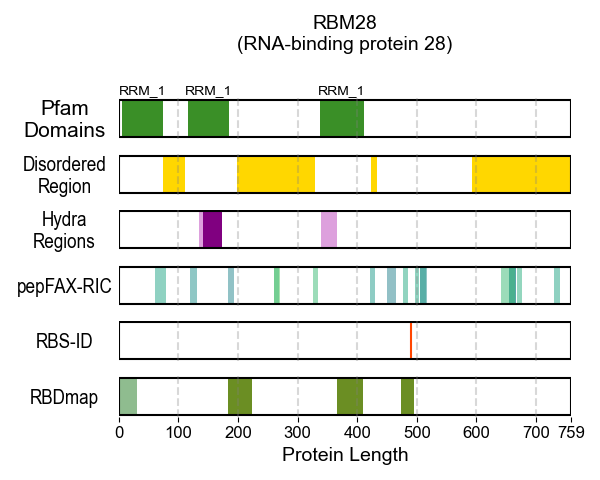 RBM28
(RNA-binding protein 28)
RRM_1 RRM_1 RRM_1
Pfam
Domains
Disordered
Region
Hydra
Regions
pepFAX-RIC
RBS-ID
RBDmap
0 100 200 300 400 500 600 700 759
Protein Length